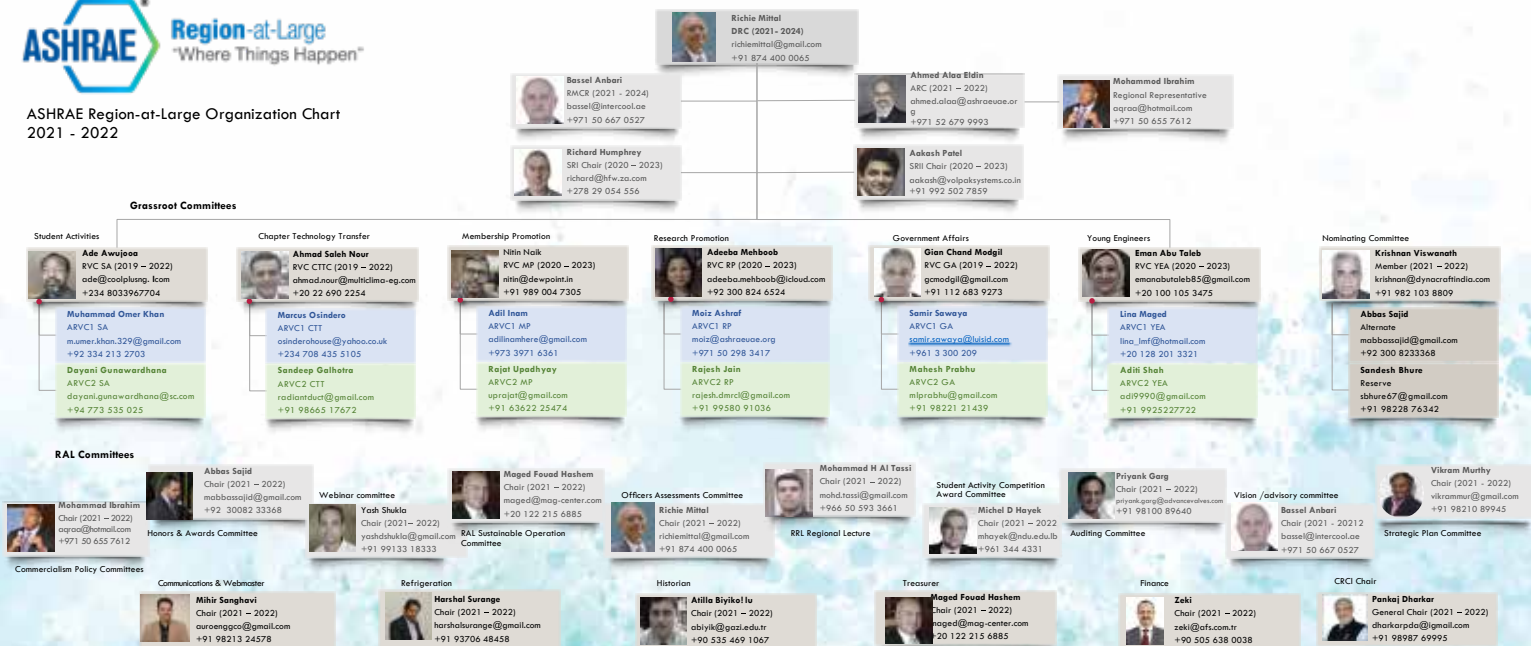 ASHRAE
Region-at-Large
"Where Things Happen"
ASHRAE Region-at-Large Organization Chart
2021 - 2022
Richie Mittal
DRC (2021- 2024)
richiemittal@gmail.com
+91 874 400 0065
Bassel Anbari
RMCR (2021 - 2024)
bassel@intercool.ae
+971 50 667 0527
Ahmed Alaa Eldin
ARC (2021 – 2022)
ahmed.alaa@ashraeuae.or
g
+971 52 679 9993
Mohammod Ibrahim
Regional Representative
aqraa@hotmail.com
+971 50 655 7612
Richard Humphrey
SRI Chair (2020 – 2023)
richard@hfw.za.com
+278 29 054 556
Aakash Patel
SRII Chair (2020 – 2023)
aakash@volpaksystems.co.in
+91 992 502 7859
Grassroot Committees
Student Activities
Ade Awujooa
RVC SA (2019 – 2022)
ade@coolplusng. lcom
+234 8033967704
Muhammad Omer Khan
ARVC1 SA
m.umer.khan.329@gmail.com
+92 334 213 2703
Dayani Gunawardhana
ARVC2 SA
dayani.gunawardhana@sc.com
+94 773 535 025
Chapter Technology Transfer
Ahmad Saleh Nour
RVC CTTC (2019 – 2022)
ahmad.nour@multiclima-eg.com
+20 22 690 2254
Marcus Osindero
ARVC1 CTT
osinderohouse@yahoo.co.uk
+234 708 435 5105
Sandeep Galhotra
ARVC2 CTT
radiantduct@gmail.com
+91 98665 17672
Membership Promotion
Nitin Naik
RVC MP (2020 – 2023)
nitin@dewpoint.in
+91 989 004 7305
Adil Inam
ARVC1 MP
adilinamhere@gmail.com
+973 3971 6361
Rajat Upadhyay
ARVC2 MP
uprajat@gmail.com
+91 63622 25474
Research Promotion
Adeeba Mehboob
RVC RP (2020 – 2023)
adeeba.mehboob@icloud.com
+92 300 824 6524
Moiz Ashraf
ARVC1 RP
moiz@ashraeuae.org
+971 50 298 3417
Rajesh Jain
ARVC2 RP
rajesh.dmrcl@gmail.com
+91 99580 91036
Government Affairs
Gian Chand Modgil
RVC GA (2019 – 2022)
gcmodgil@gmail.com
+91 112 683 9273
Samir Sawaya
ARVC1 GA
samir.sawaya@luisid.com
+961 3 300 209
Mahesh Prabhu
ARVC2 GA
mlprabhu@gmail.com
+91 98221 21439
Young Engineers
Eman Abu Taleb
RVC YEA (2020 – 2023)
emanabutaleb85@gmail.com
+20 100 105 3475
Lina Maged
ARVC1 YEA
lina_lmf@hotmail.com
+20 128 201 3321
Aditi Shah
ARVC2 YEA
adi9990@gmail.com
+91 9925227722
Nominating Committee
Krishnan Viswanath
Member (2021 – 2022)
krishnan@dynacraftindia.com
+91 982 103 8809
Abbas Sajid
Alternate
mabbasajid@gmail.com
+92 300 8233368
Sandesh Bhure
Reserve
sbhure67@gmail.com
+91 98228 76342
RAL Committees
Mohammad Ibrahim
Chair (2021 – 2022)
aqraa@hotmail.com
+971 50 655 7612
Commercialism Policy Committees
Abbas Sajid
Chair (2021 – 2022)
mabbassajid@gmail.com
+92 30082 33368
Honors & Awards Committee
Webinar committee
Yash Shukla
Chair (2021– 2022)
yashdshukla@gmail.com
+91 99133 18333
Maged Fouad Hashem
Chair (2021 – 2022)
maged@mag-center.com
+20 122 215 6885
RAL Sustainable Operation
Committee
Officers Assessments Committee
Richie Mittal
Chair (2021 – 2022)
richiemittal@gmail.com
+91 874 400 0065
Mohammad H Al Tassi
Chair (2021 – 2022)
mohd.tassi@gmail.com
+966 50 593 3661
RRL Regional Lecture
Student Activity Competition
Award Committee
Michel D Hayek
Chair (2021 – 2022
mhayek@ndu.edu.lb
+961 344 4331
Priyank Garg
Chair (2021 – 2022)
priyank.garg@advancevalves.com
+91 98100 89640
Auditing Committee
Vision /advisory committee
Bassel Anbari
Chair (2021 - 20212
bassel@intercool.ae
+971 50 667 0527
Vikram Murthy
Chair (2021 - 2022)
vikrammur@gmail.com
+91 98210 89945
Strategic Plan Committee
Communications & Webmaster
Mihir Sanghavi
Chair (2021 – 2022)
auroenggco@gmail.com
+91 98213 24578
Refrigeration
Harshal Surange
Chair (2021 – 2022)
harshalsurange@gmail.com
+91 93706 48458
Historian
Atilla Biyiko! lu
Chair (2021 – 2022)
abiyik@gazi.edu.tr
+90 535 469 1067
Treasurer
Maged Fouad Hashem
Chair (2021 – 2022)
maged@mag-center.com
+20 122 215 6885
Finance
Zeki
Chair (2021 – 2022)
zeki@afs.com.tr
+90 505 638 0038
CRCI Chair
Pankaj Dharkar
General Chair (2021 – 2022)
dharkarpda@igmail.com
+91 98987 69995